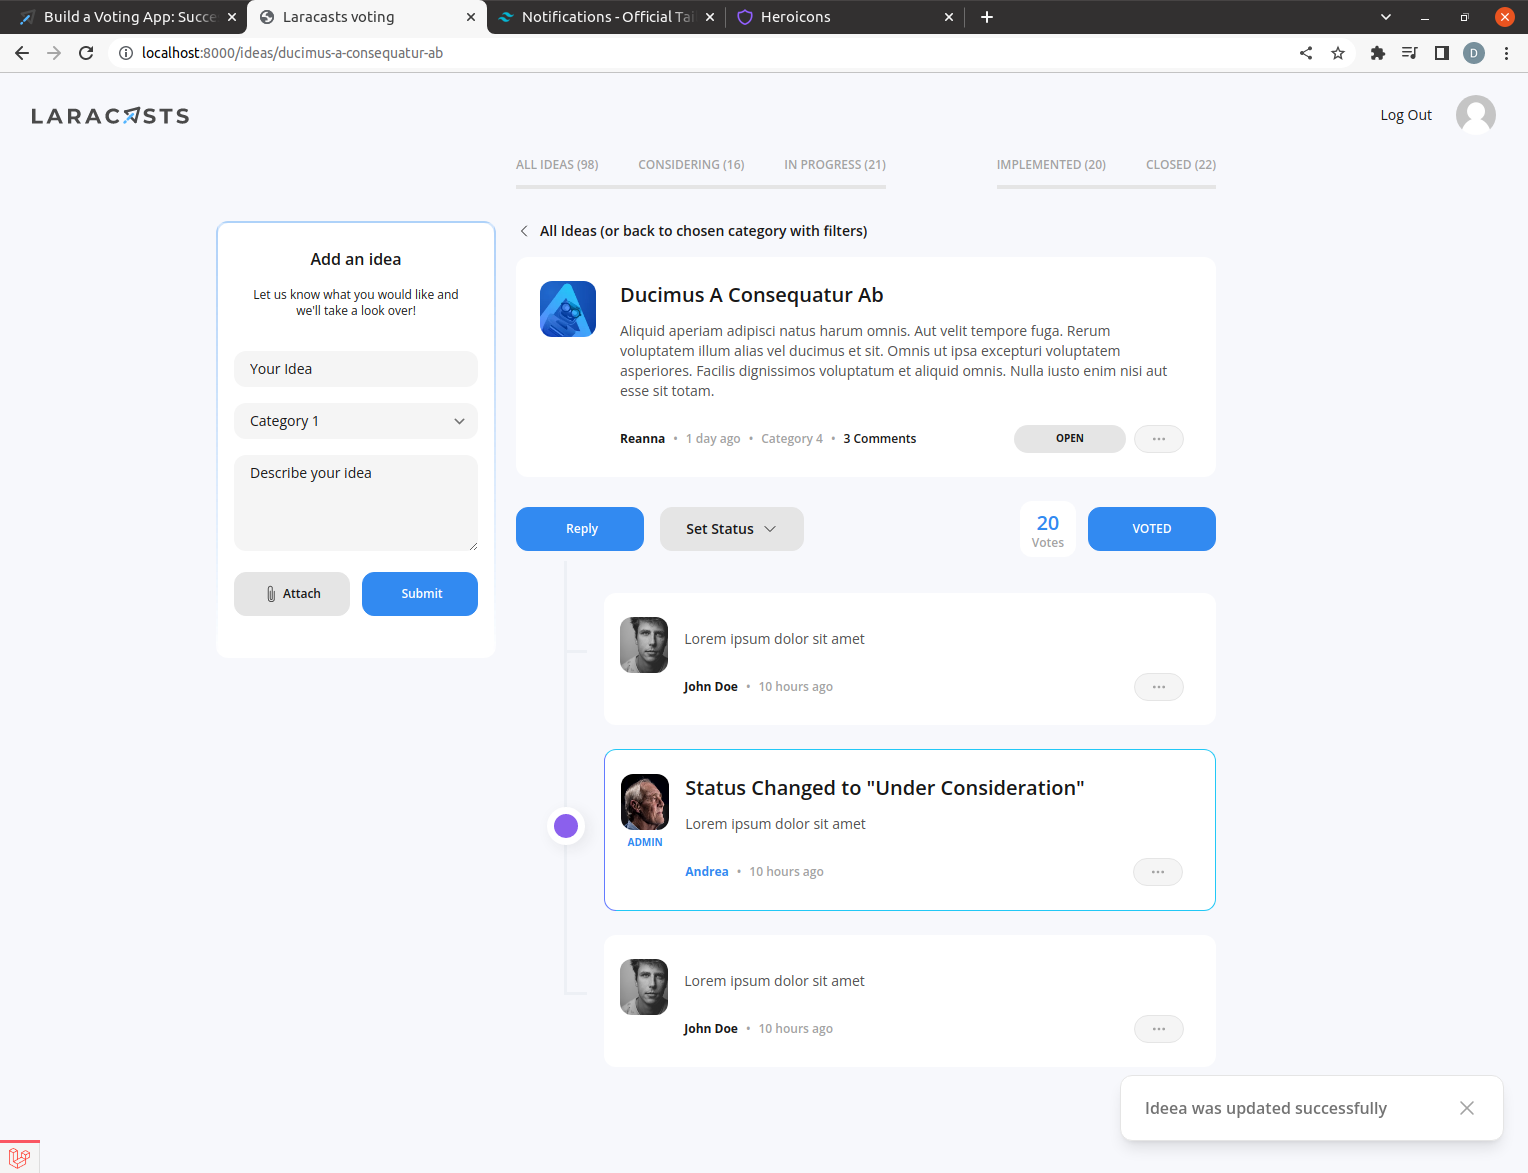 Build a Voting App: Succe
Laracasts voting
Notifications - Official Tai
Heroicons
localhost:8000/ideas/ducimus-a-consequatur-ab
D
LARACASTS
Log Out
ALL IDEAS (98)
CONSIDERING (16)
IN PROGRESS (21)
IMPLEMENTED (20)
CLOSED (22)
Add an idea
Let us know what you would like and
we'll take a look over!
Your Idea
Category 1
Describe your idea
Attach
Submit
All Ideas (or back to chosen category with filters)
Ducimus A Consequatur Ab
Aliquid aperiam adipisci natus harum omnis. Aut velit tempore fuga. Rerum
voluptatem illum alias vel ducimus et sit. Omnis ut ipsa excepturi voluptatem
asperiores. Facilis dignissimos voluptatum et aliquid omnis. Nulla iusto enim nisi aut
esse sit totam.
Reanna • 1 day ago • Category 4 • 3 Comments
OPEN
Reply
Set Status
20
Votes
VOTED
Lorem ipsum dolor sit amet
John Doe • 10 hours ago
Status Changed to "Under Consideration"
Lorem ipsum dolor sit amet
ADMIN
Andrea • 10 hours ago
Lorem ipsum dolor sit amet
John Doe • 10 hours ago
Ideea was updated successfully